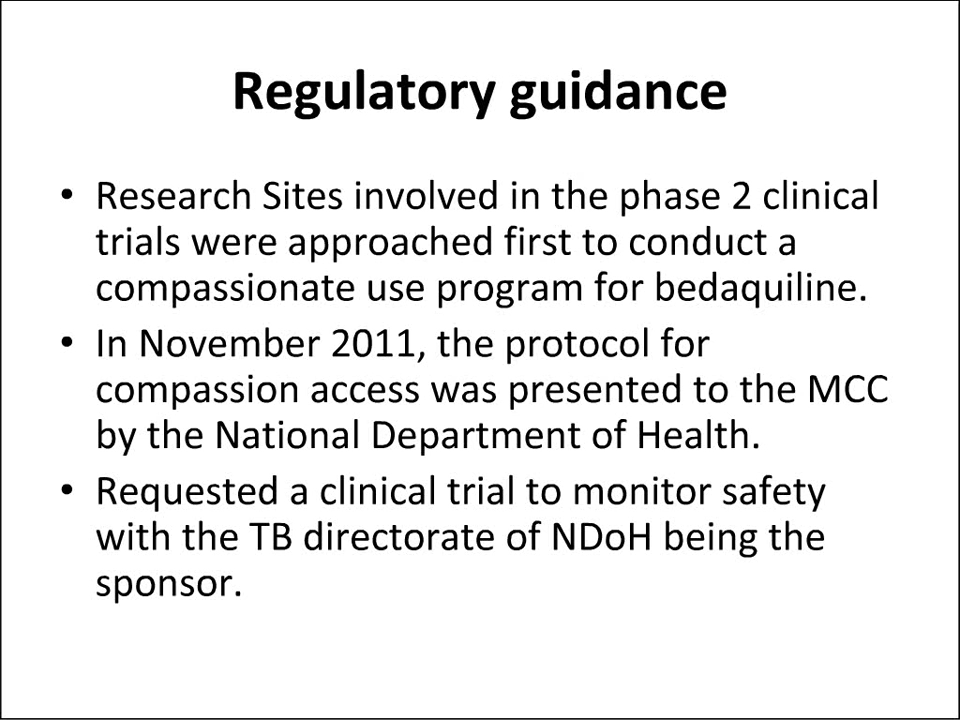 Regulatory guidance
• Research Sites involved in the phase 2 clinical
trials were approached first to conduct a
compassionate use program for bedaquiline.
• In November 2011, the protocol for
compassion access was presented to the MCC
by the National Department of Health.
• Requested a clinical trial to monitor safety
with the TB directorate of NDoH being the
sponsor.